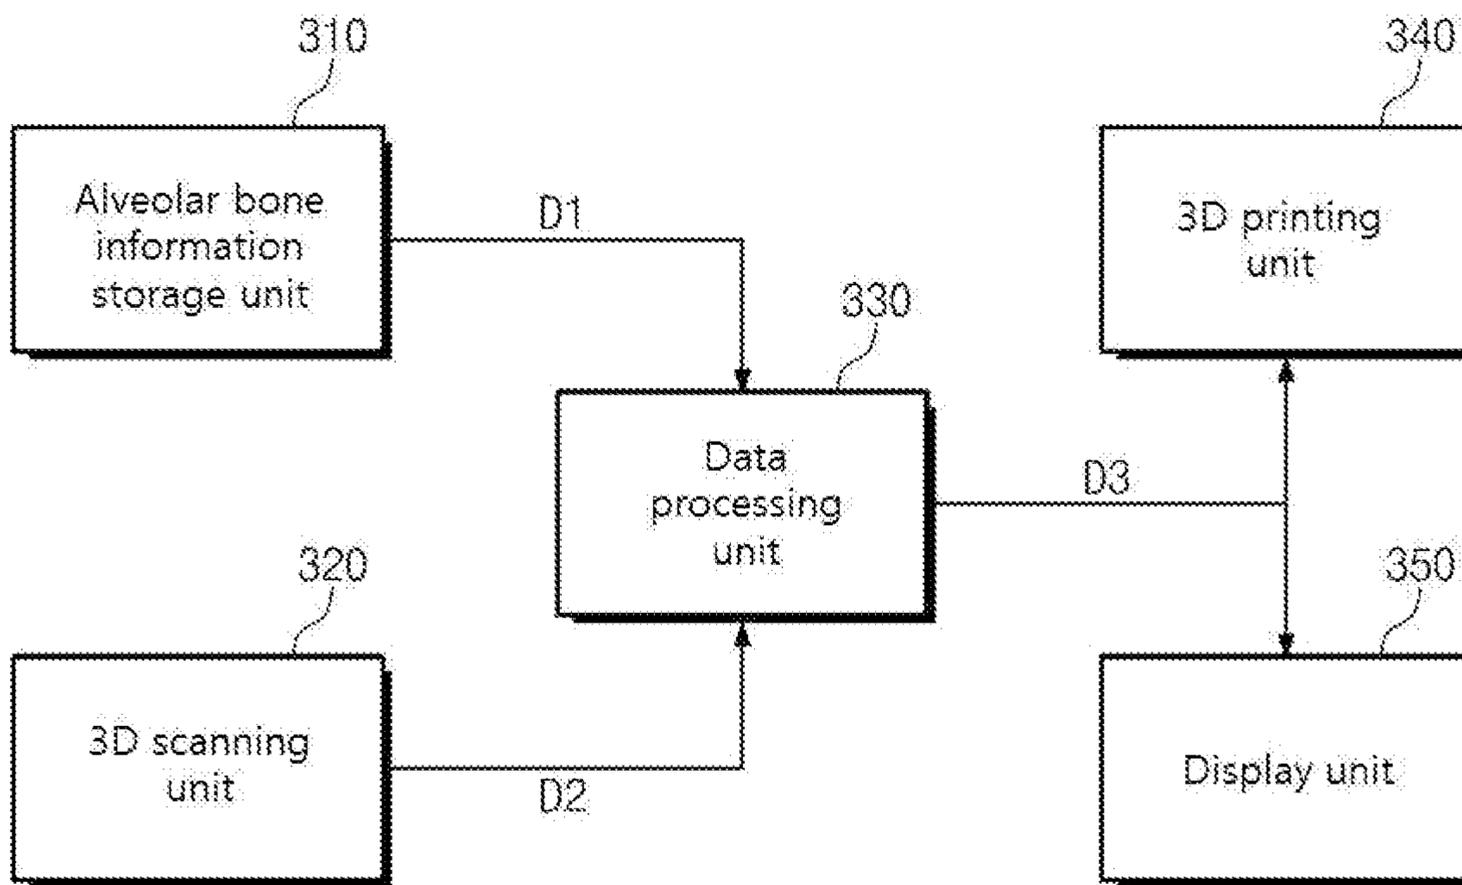 310
Alveolar bone
information
storage unit
D1
320
3D scanning
unit
D2
330
Data
processing
unit
D3
340
3D printing
unit
350
Display unit